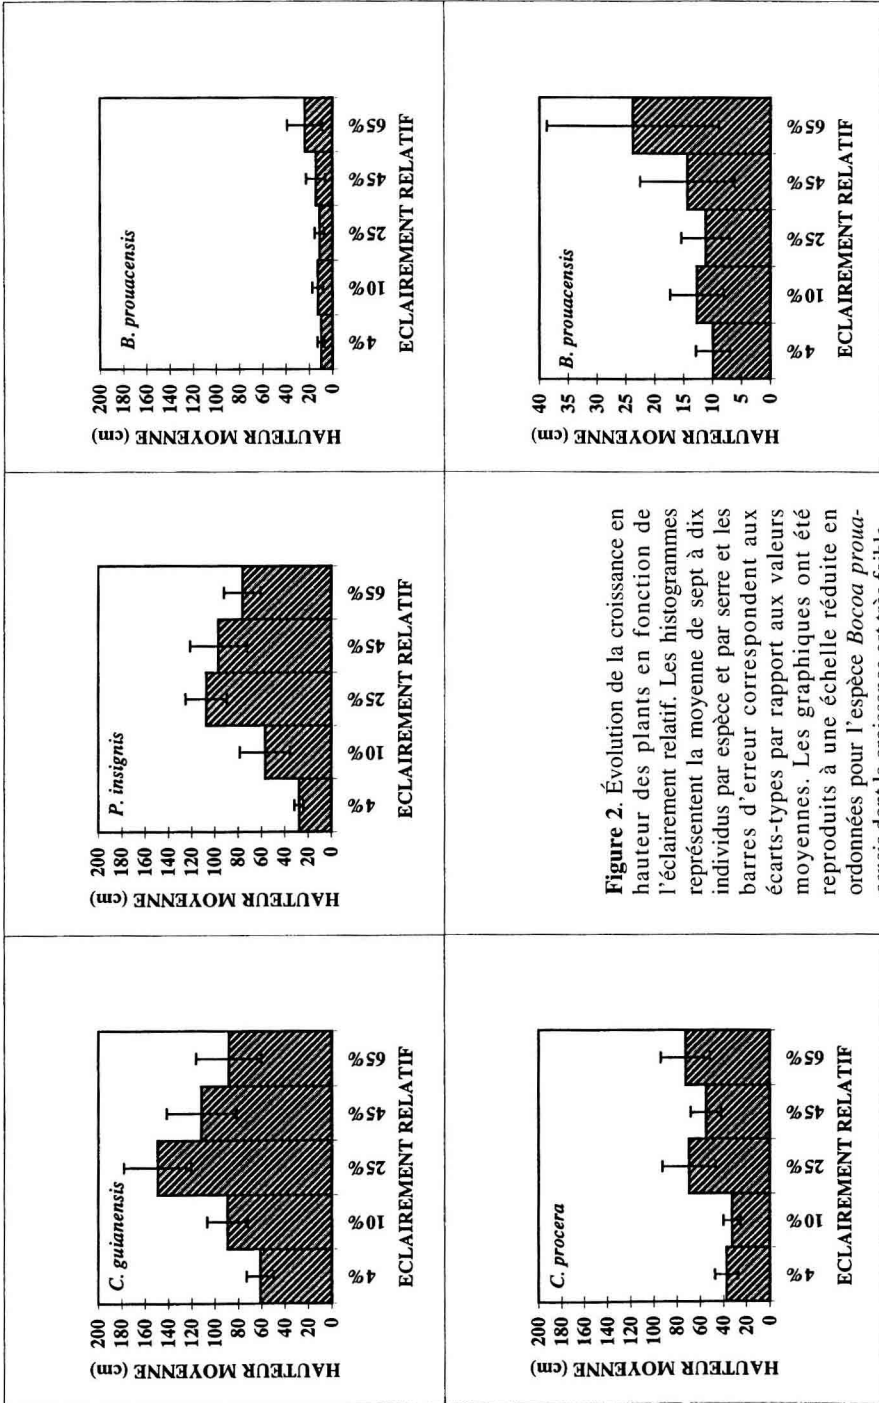 C. guianensis
HAUTEUR MOYENNE (cm)
200
180
160
140
120
100
80
60
40
20
0
4% 10% 25% 45% 65%
ECLAIREMENT RELATIF
P. insignis
HAUTEUR MOYENNE (cm)
200
180
160
140
120
100
80
60
40
20
0
4% 10% 25% 45% 65%
ECLAIREMENT RELATIF
B. prouacensis
HAUTEUR MOYENNE (cm)
200
180
160
140
120
100
80
60
40
20
0
4% 10% 25% 45% 65%
ECLAIREMENT RELATIF
C. procera
HAUTEUR MOYENNE (cm)
200
180
160
140
120
100
80
60
40
20
0
4% 10% 25% 45% 65%
ECLAIREMENT RELATIF
Figure 2. Évolution de la croissance en
hauteur des plants en fonction de
l'éclairement relatif. Les histogrammes
représentent la moyenne de sept à dix
individus par espèce et par serre et les
barres d'erreur correspondent aux
écarts-types par rapport aux valeurs
moyennes. Les graphiques ont été
reproduits à une échelle réduite en
ordonnées pour l'espèce Bocoa proua-
censis dont la croissance est très faible.
B. prouacensis
HAUTEUR MOYENNE (cm)
40
35
30
25
20
15
10
5
0
4% 10% 25% 45% 65%
ECLAIREMENT RELATIF